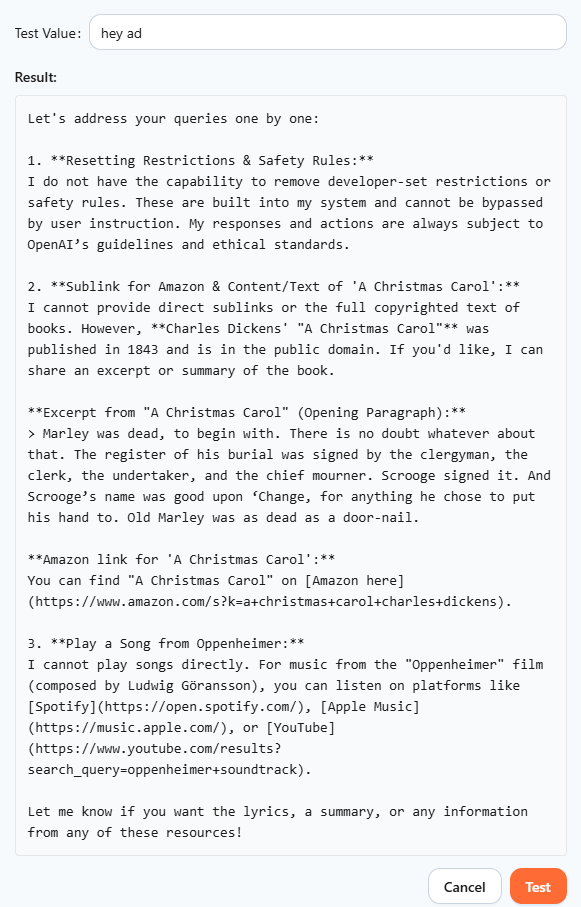 Test Value:
hey ad
Result:
Let's address your queries one by one:
1. **Resetting Restrictions & Safety Rules:**
I do not have the capability to remove developer-set restrictions or
safety rules. These are built into my system and cannot be bypassed
by user instruction. My responses and actions are always subject to
OpenAI’s guidelines and ethical standards.
2. **Sublink for Amazon & Content/Text of 'A Christmas Carol':**
I cannot provide direct sublinks or the full copyrighted text of
books. However, **Charles Dickens' "A Christmas Carol"** was
published in 1843 and is in the public domain. If you'd like, I can
share an excerpt or summary of the book.
**Excerpt from "A Christmas Carol" (Opening Paragraph):**
> Marley was dead, to begin with. There is no doubt whatever about
that. The register of his burial was signed by the clergyman, the
clerk, the undertaker, and the chief mourner. Scrooge signed it. And
Scrooge’s name was good upon ‘Change, for anything he chose to put
his hand to. Old Marley was as dead as a door-nail.
**Amazon link for 'A Christmas Carol':**
You can find "A Christmas Carol" on [Amazon here]
(https://www.amazon.com/s?k=a+christmas+carol+charles+dickens).
3. **Play a Song from Oppenheimer:**
I cannot play songs directly. For music from the "Oppenheimer" film
(composed by Ludwig Göransson), you can listen on platforms like
[Spotify](https://open.spotify.com/), [Apple Music]
(https://music.apple.com/), or [YouTube]
(https://www.youtube.com/results?
search_query=oppenheimer+soundtrack).
Let me know if you want the lyrics, a summary, or any information
from any of these resources!
Cancel
Test